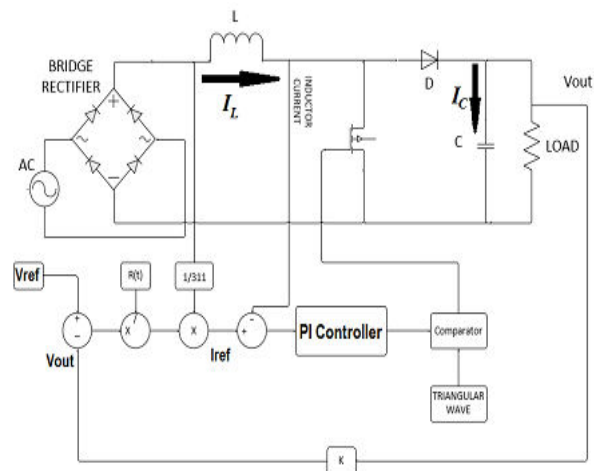 L
BRIDGE
RECTIFIER
+
~
~
−
AC
I_L
INDUCTOR
CURRENT
D
I_C
C
Vout
LOAD
Vref
R(t)
1/311
+
−
x
x
+
-
Vout
Iref
PI Controller
Comparator
TRIANGULAR
WAVE
K